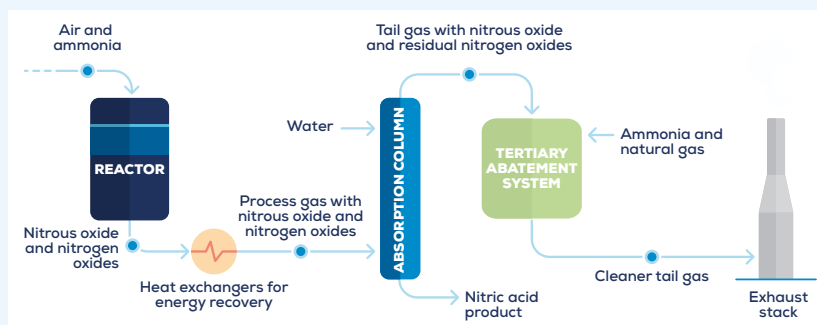 Air and
ammonia
REACTOR
Nitrous oxide
and nitrogen
oxides
Heat exchangers for
energy recovery
Process gas with
nitrous oxide and
nitrogen oxides
Water
ABSORPTION COLUMN
Nitric acid
product
Tail gas with nitrous oxide
and residual nitrogen oxides
TERTIARY
ABATEMENT
SYSTEM
Ammonia and
natural gas
Cleaner tail gas
Exhaust
stack